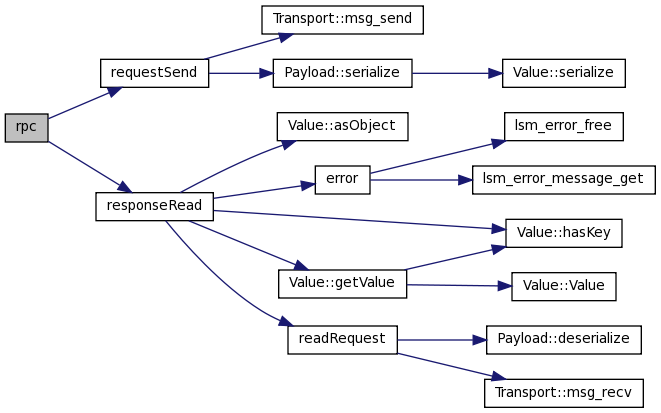 rpc
requestSend
Transport::msg_send
Payload::serialize
Value::serialize
responseRead
Value::asObject
error
lsm_error_free
lsm_error_message_get
Value::hasKey
Value::getValue
Value::Value
readRequest
Payload::deserialize
Transport::msg_recv